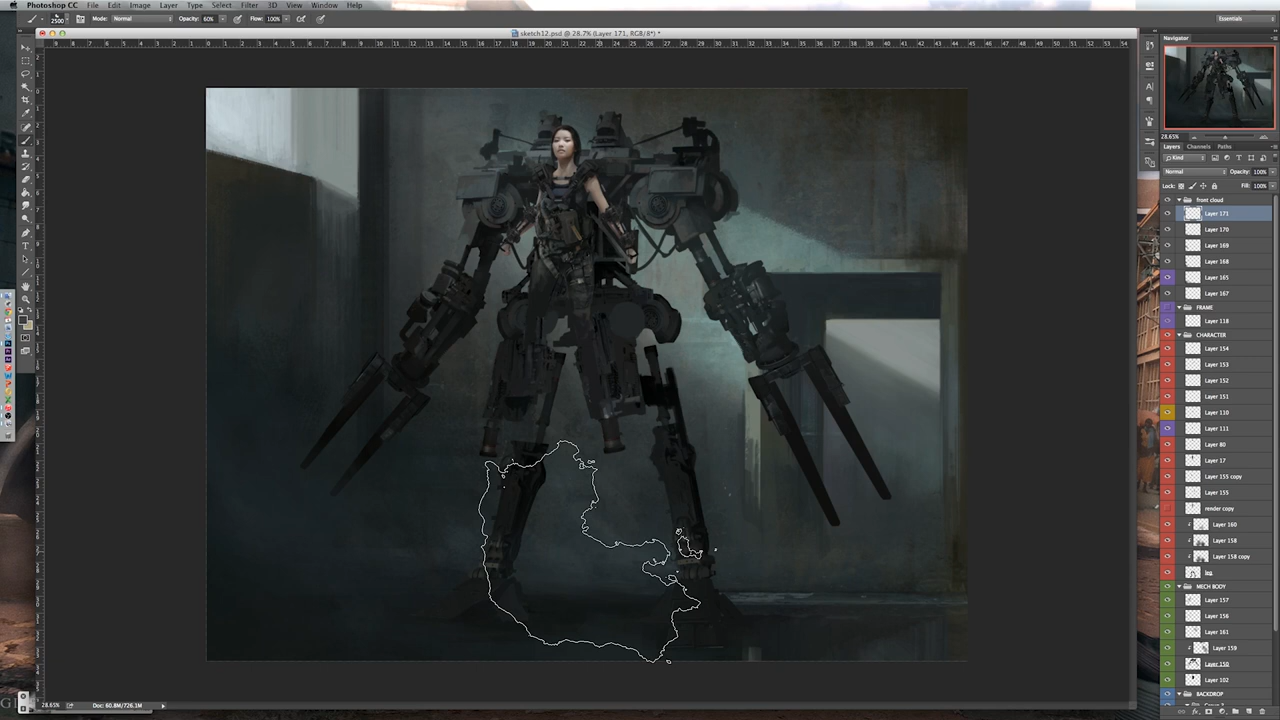 Photoshop CC File Edit Image Layer Type Select Filter 3D View Window Help
2500 Mode: Normal Opacity: 60% Flow: 100% Essentials
sketch12.psd @ 28.7% (Layer 171, RGB/8*) *
Navigator
28.65%
Layers Channels Paths
Kind
Normal Opacity: 100%
Lock: Fill: 100%
front cloud
Layer 171
Layer 170
Layer 169
Layer 168
Layer 165
Layer 167
FRAME
Layer 118
CHARACTER
Layer 154
Layer 153
Layer 152
Layer 151
Layer 110
Layer 111
Layer 80
Layer 17
Layer 155 copy
Layer 155
render copy
Layer 160
Layer 158
Layer 158 copy
leg
MECH BODY
Layer 157
Layer 156
Layer 161
Layer 159
Layer 150
Layer 102
BACKDROP
28.65% Doc: 60.8M/726.1M